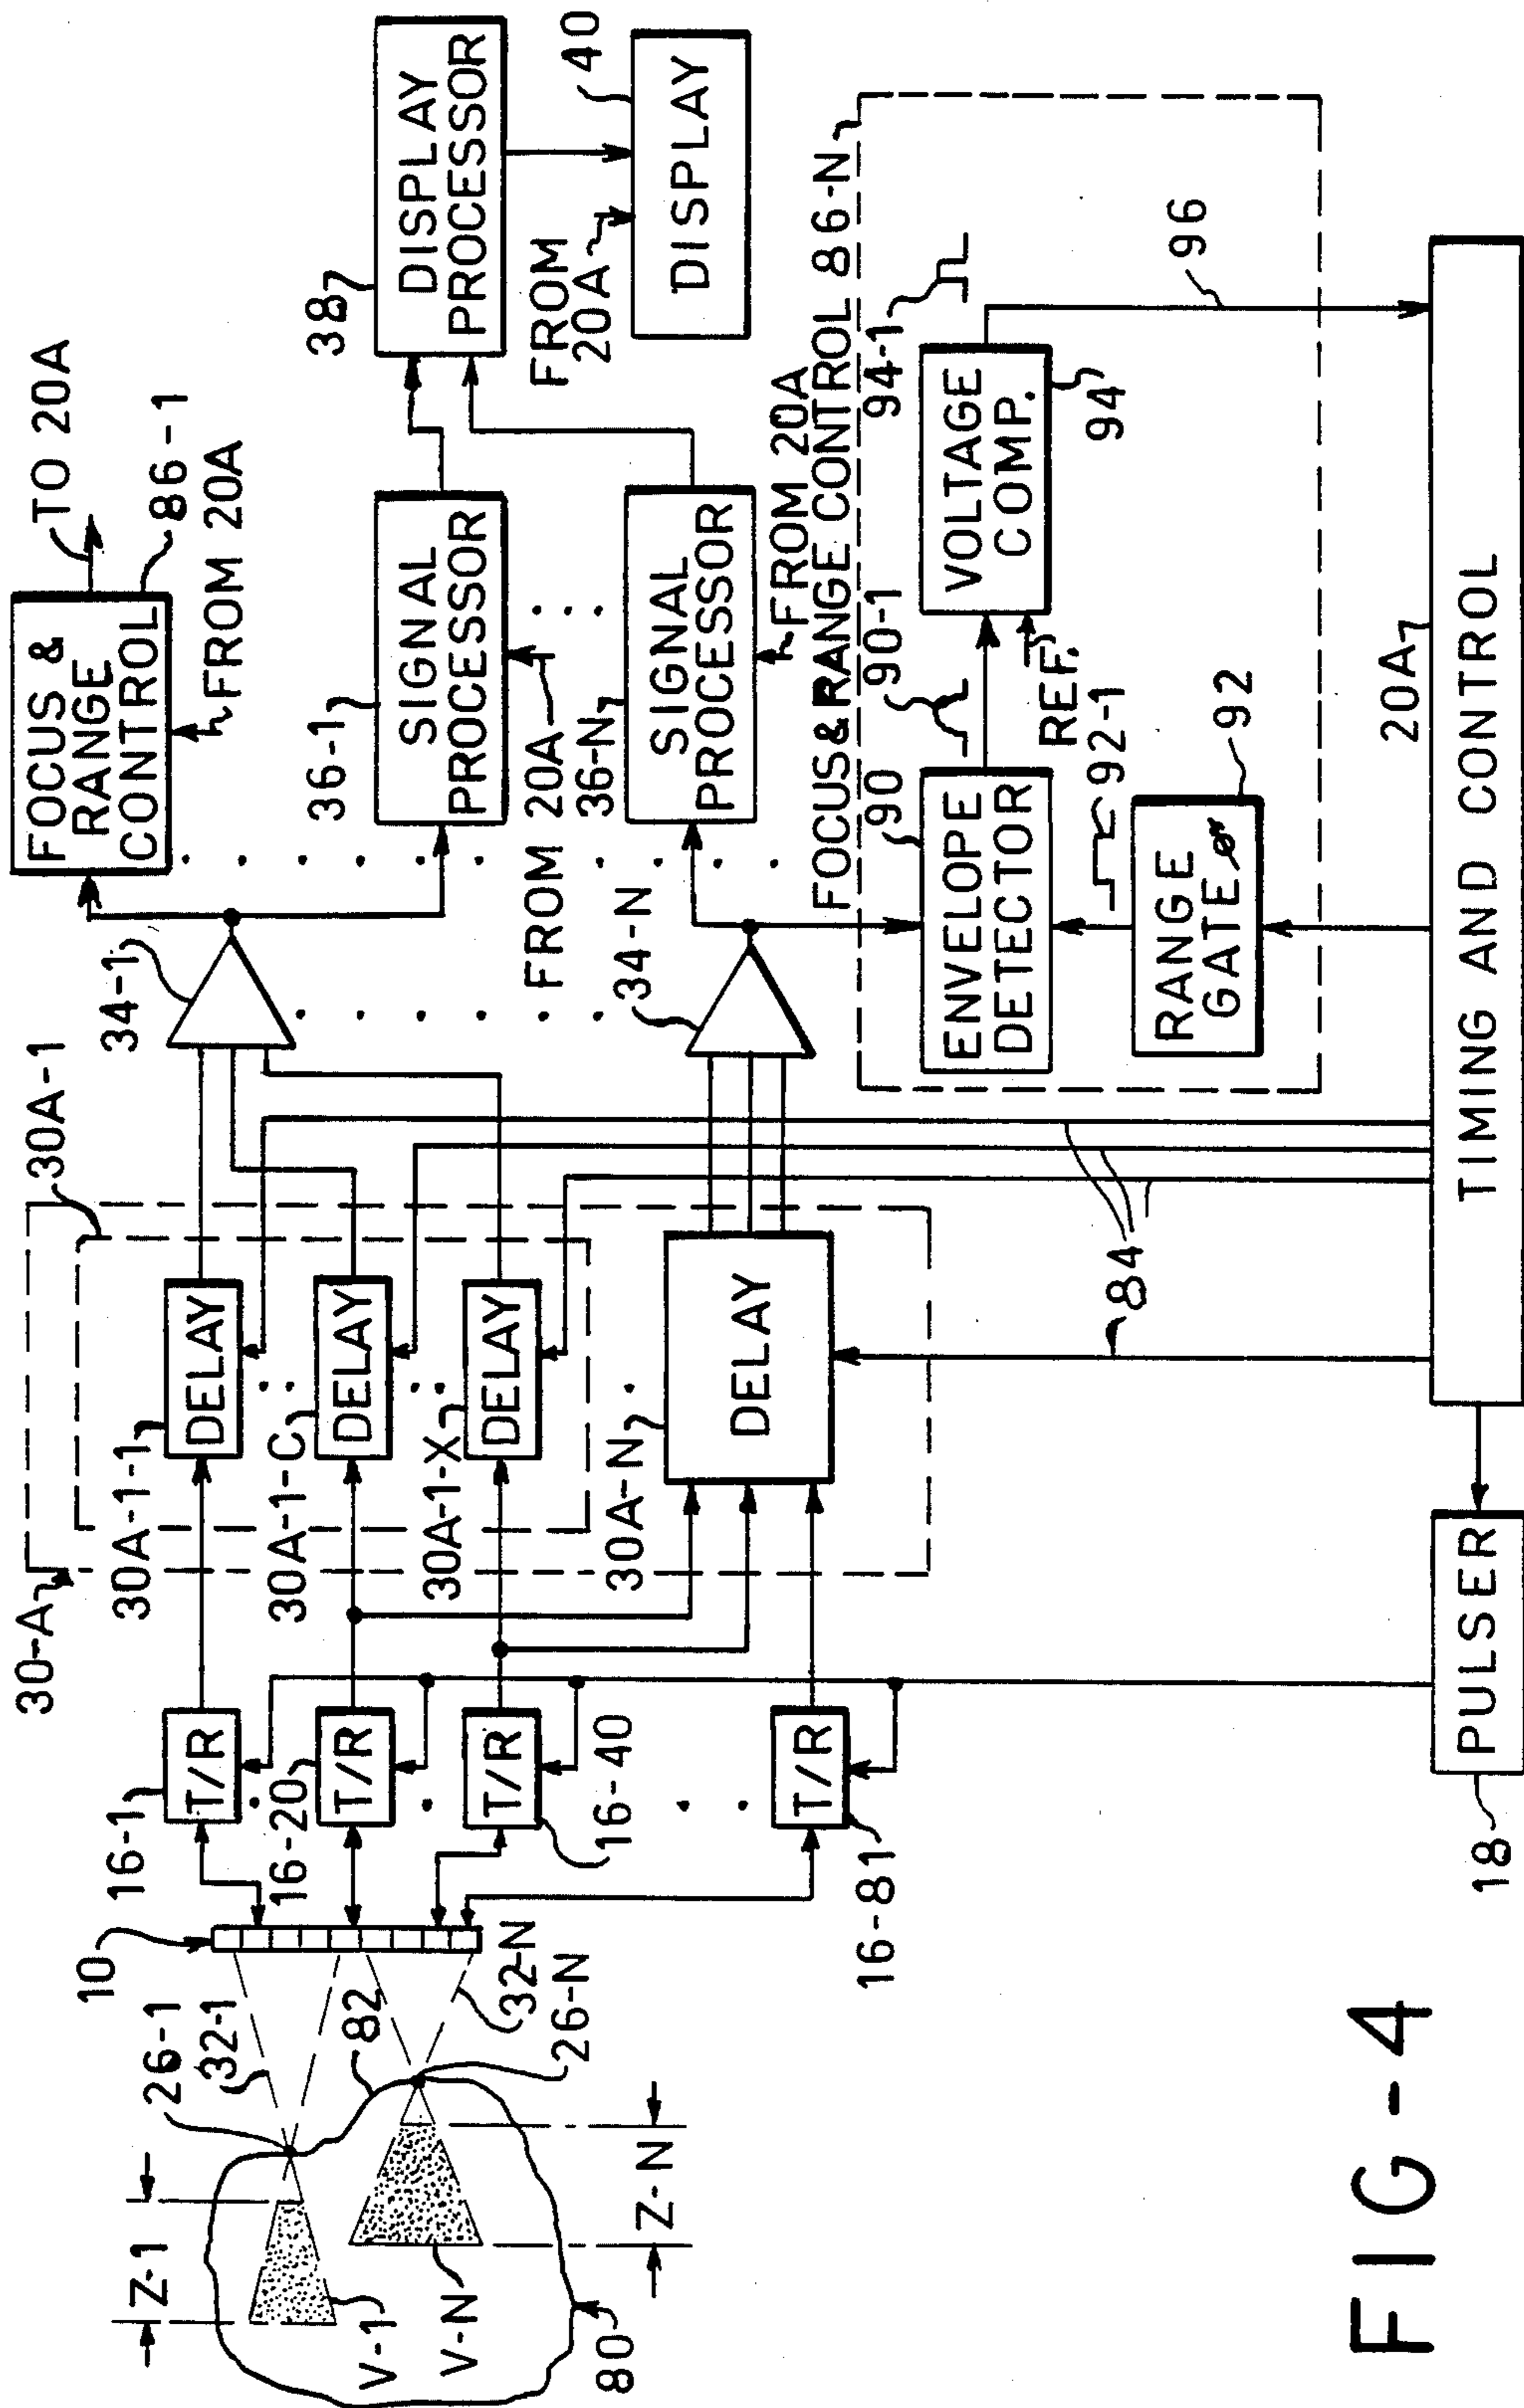 FOCUS &
RANGE
CONTROL
TO 20A
86-1
FROM 20A
34-1
30A-1
30-A
30A-1-1
DELAY
30A-1-C
DELAY
30A-1-X
DELAY
30A-N
DELAY
16-1
T/R
16-20
T/R
T/R
16-40
T/R
16-81
10
26-1
32-1
82
32-N
26-N
Z-1
V-1
V-N
Z-N
80
36-1
SIGNAL
PROCESSOR
FROM 20A
36-N
SIGNAL
PROCESSOR
FROM 20A
34-N
38
DISPLAY
PROCESSOR
FROM
20A
40
DISPLAY
FOCUS & RANGE CONTROL 86-N
90
ENVELOPE
DETECTOR
90-1
94-1
VOLTAGE
COMP.
94
REF.
92-1
RANGE
GATE
92
96
84
20A
TIMING AND CONTROL
PULSER
18
FIG-4